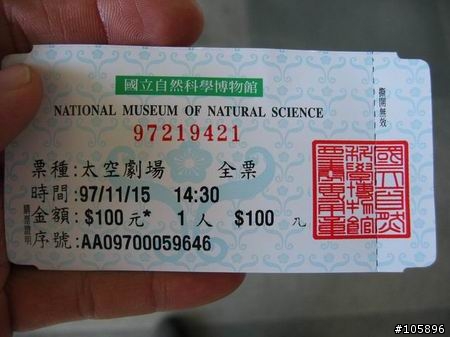 國立自然科學博物館
NATIONAL MUSEUM OF NATURAL SCIENCE
97219421
票種:太空劇場 全票
時間:97/11/15 14:30
金額:$100元* 1人 $100 九
序號:AA09700059646
撕開無效
#105896